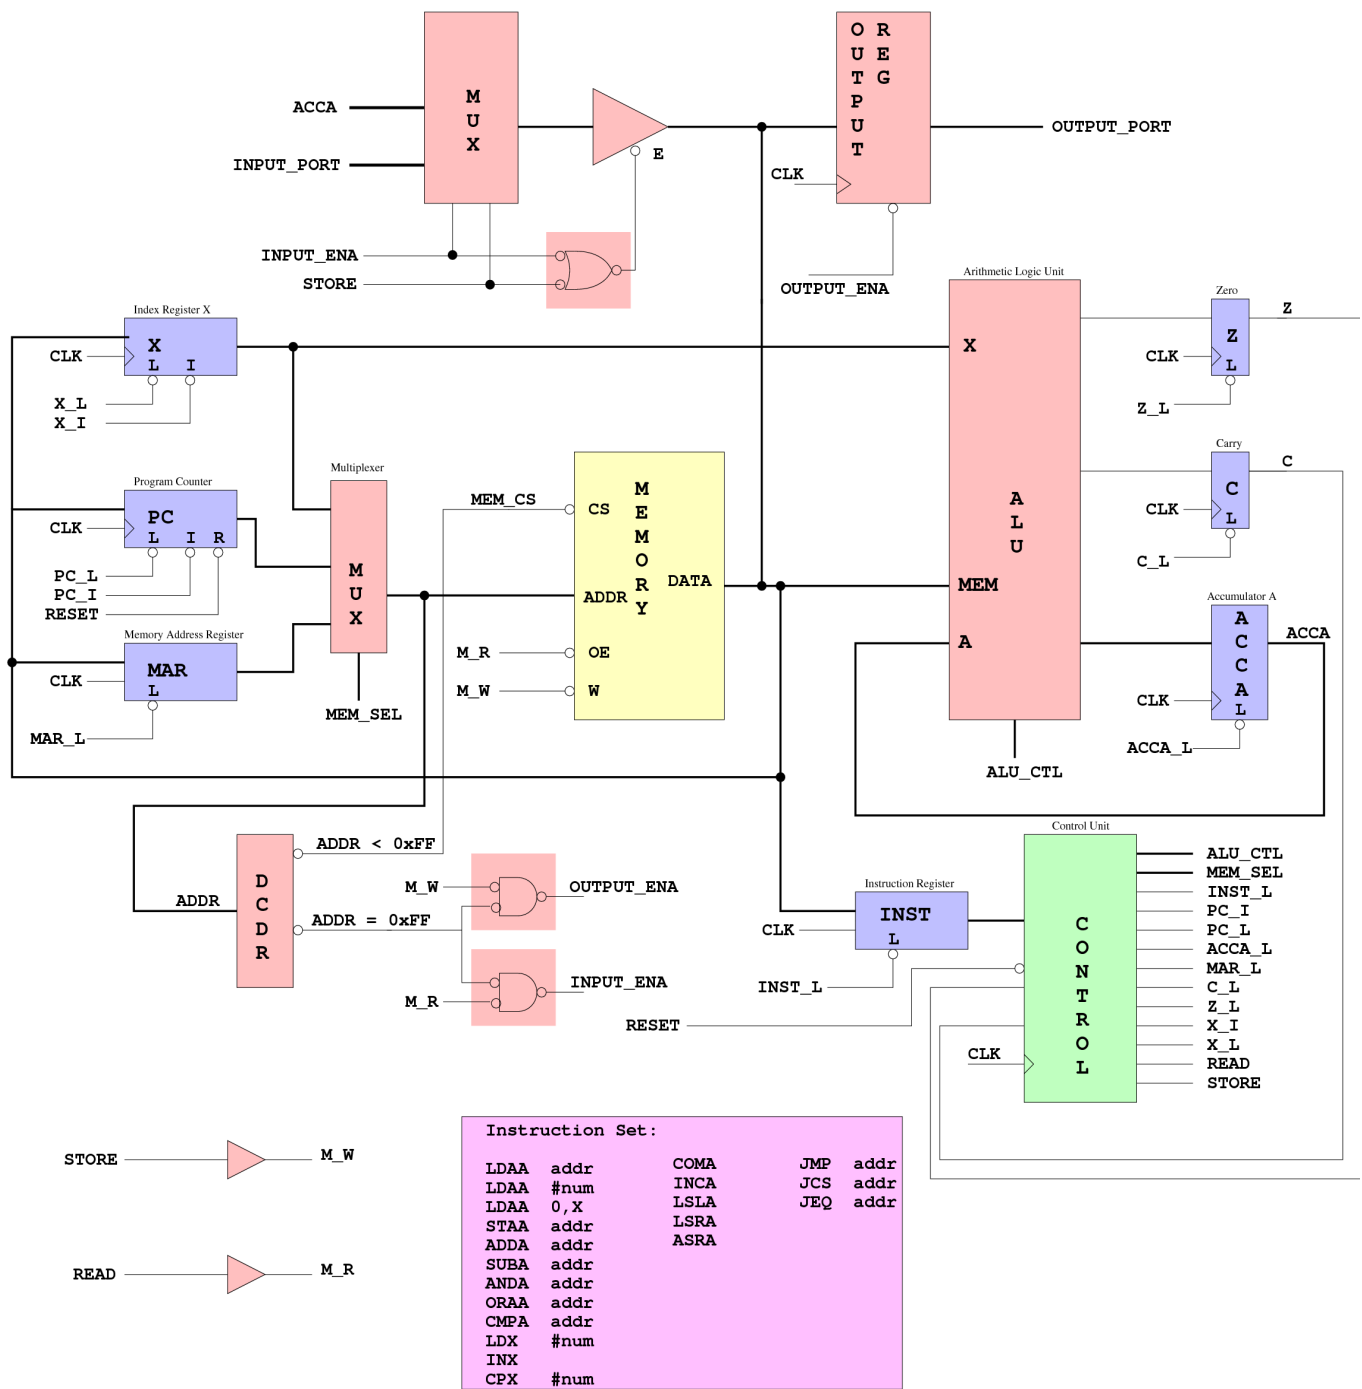 MUX
ACCA
INPUT_PORT
E
OUTPUT
REG
CLK
OUTPUT_PORT
INPUT_ENA
STORE
OUTPUT_ENA
Index Register X
X
L I
CLK
X_L
X_I
Program Counter
PC
L I R
CLK
PC_L
PC_I
RESET
Memory Address Register
MAR
L
CLK
MAR_L
Multiplexer
MUX
MEM_SEL
MEM_CS
MEMORY
CS
DATA
ADDR
OE
W
M_R
M_W
Arithmetic Logic Unit
X
ALU
MEM
A
ALU_CTL
Zero
Z
L
CLK
Z_L
Z
Carry
C
L
CLK
C_L
C
Accumulator A
ACCA
L
CLK
ACCA_L
ACCA
DCDR
ADDR
ADDR < 0xFF
ADDR = 0xFF
M_W
OUTPUT_ENA
M_R
INPUT_ENA
Instruction Register
INST
L
CLK
INST_L
RESET
Control Unit
CONTROL
CLK
ALU_CTL
MEM_SEL
INST_L
PC_I
PC_L
ACCA_L
MAR_L
C_L
Z_L
X_I
X_L
READ
STORE
STORE
M_W
READ
M_R
Instruction Set:
LDAA addr
LDAA #num
LDAA 0,X
STAA addr
ADDA addr
SUBA addr
ANDA addr
ORAA addr
CMPA addr
LDX #num
INX
CPX #num
COMA
INCA
LSLA
LSRA
ASRA
JMP addr
JCS addr
JEQ addr